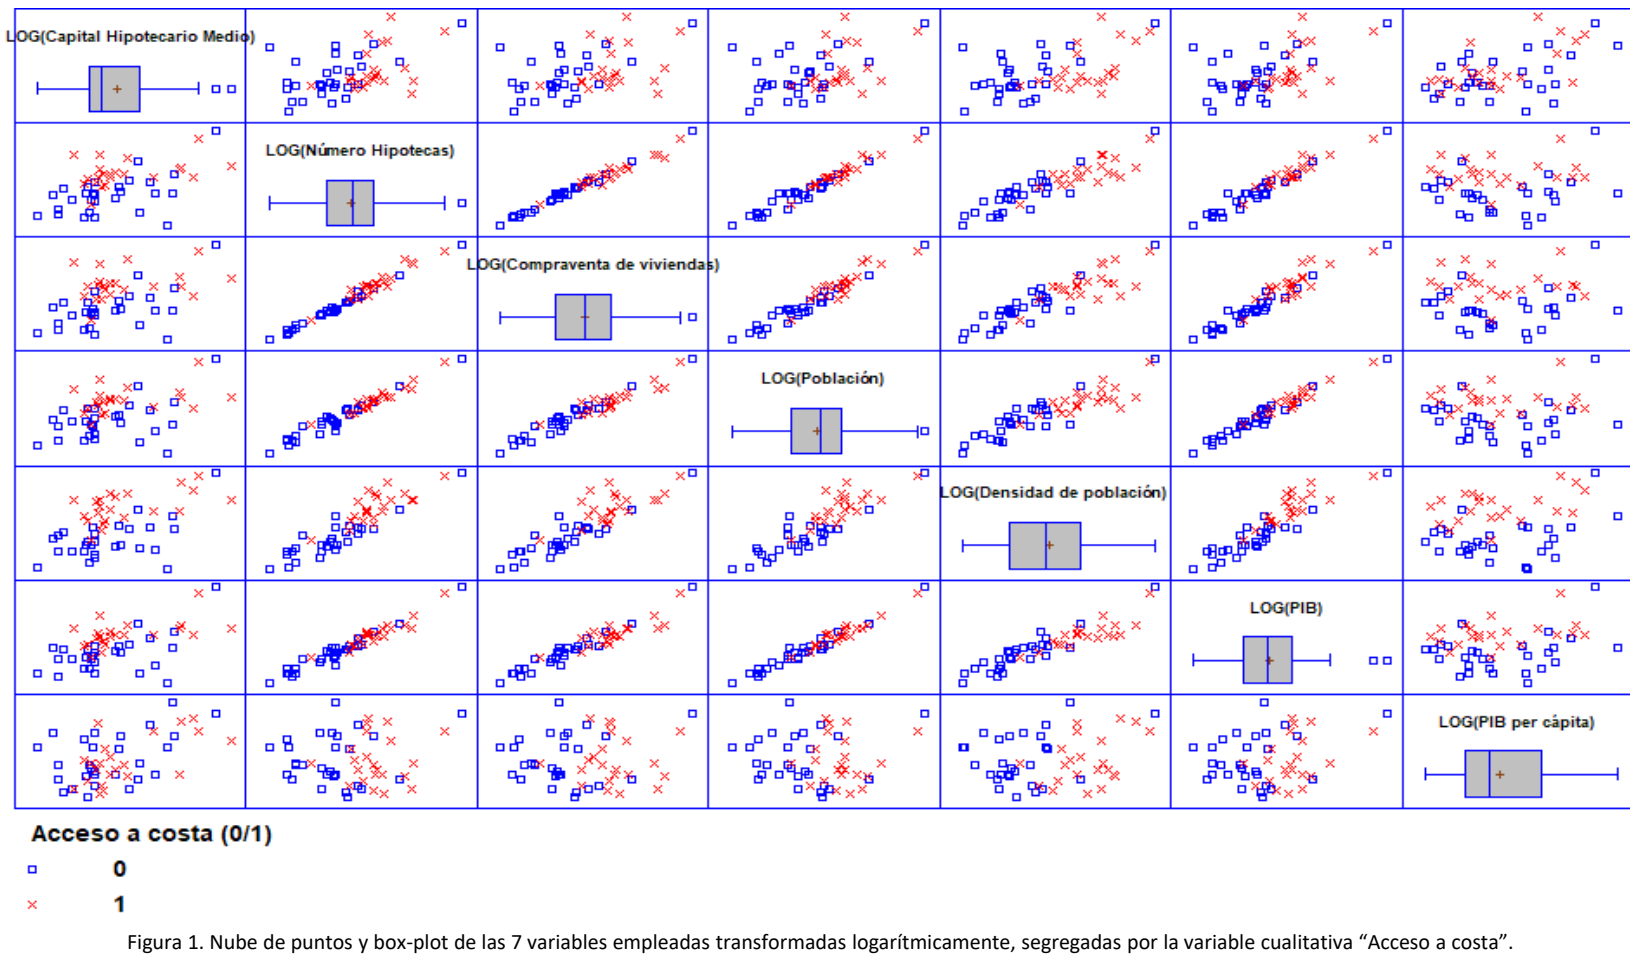 LOG(Capital Hipotecario Medio)
LOG(Número Hipotecas)
LOG(Compraventa de viviendas)
LOG(Población)
LOG(Densidad de población)
LOG(PIB)
LOG(PIB per cápita)
Acceso a costa (0/1)
0
1
Figura 1. Nube de puntos y box-plot de las 7 variables empleadas transformadas logarítmicamente, segregadas por la variable cualitativa “Acceso a costa”.